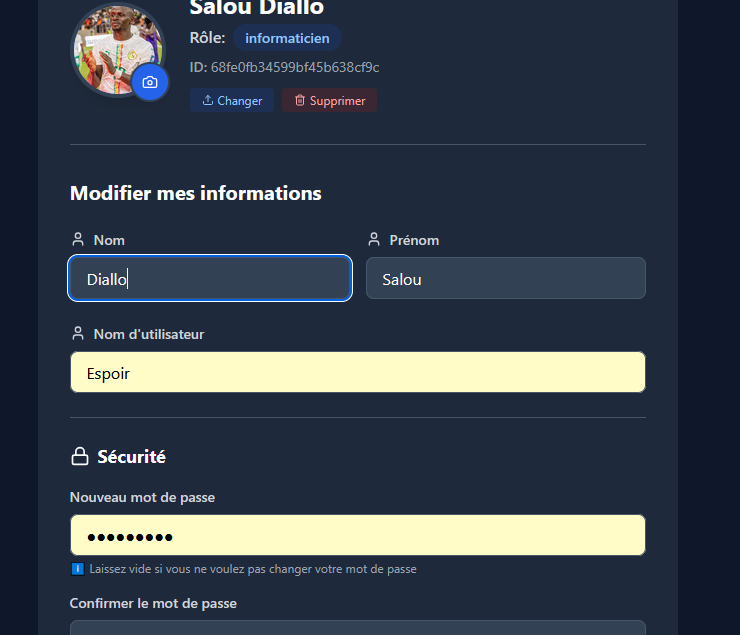 Salou Diallo
Rôle: informaticien
ID: 68fe0fb34599bf45b638cf9c
Changer Supprimer
Modifier mes informations
Nom Prénom
Diallo Salou
Nom d'utilisateur
Espoir
Sécurité
Nouveau mot de passe
•••••••••
i Laissez vide si vous ne voulez pas changer votre mot de passe
Confirmer le mot de passe